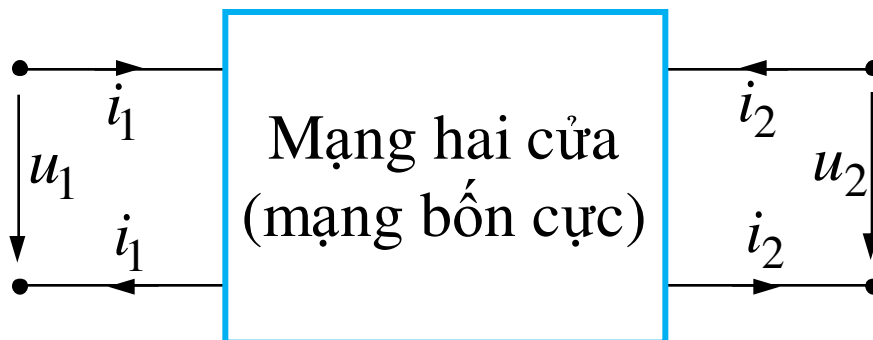 i1
i2
Mạng hai cửa
u1
u2
(mạng bốn cực)
i1
i2